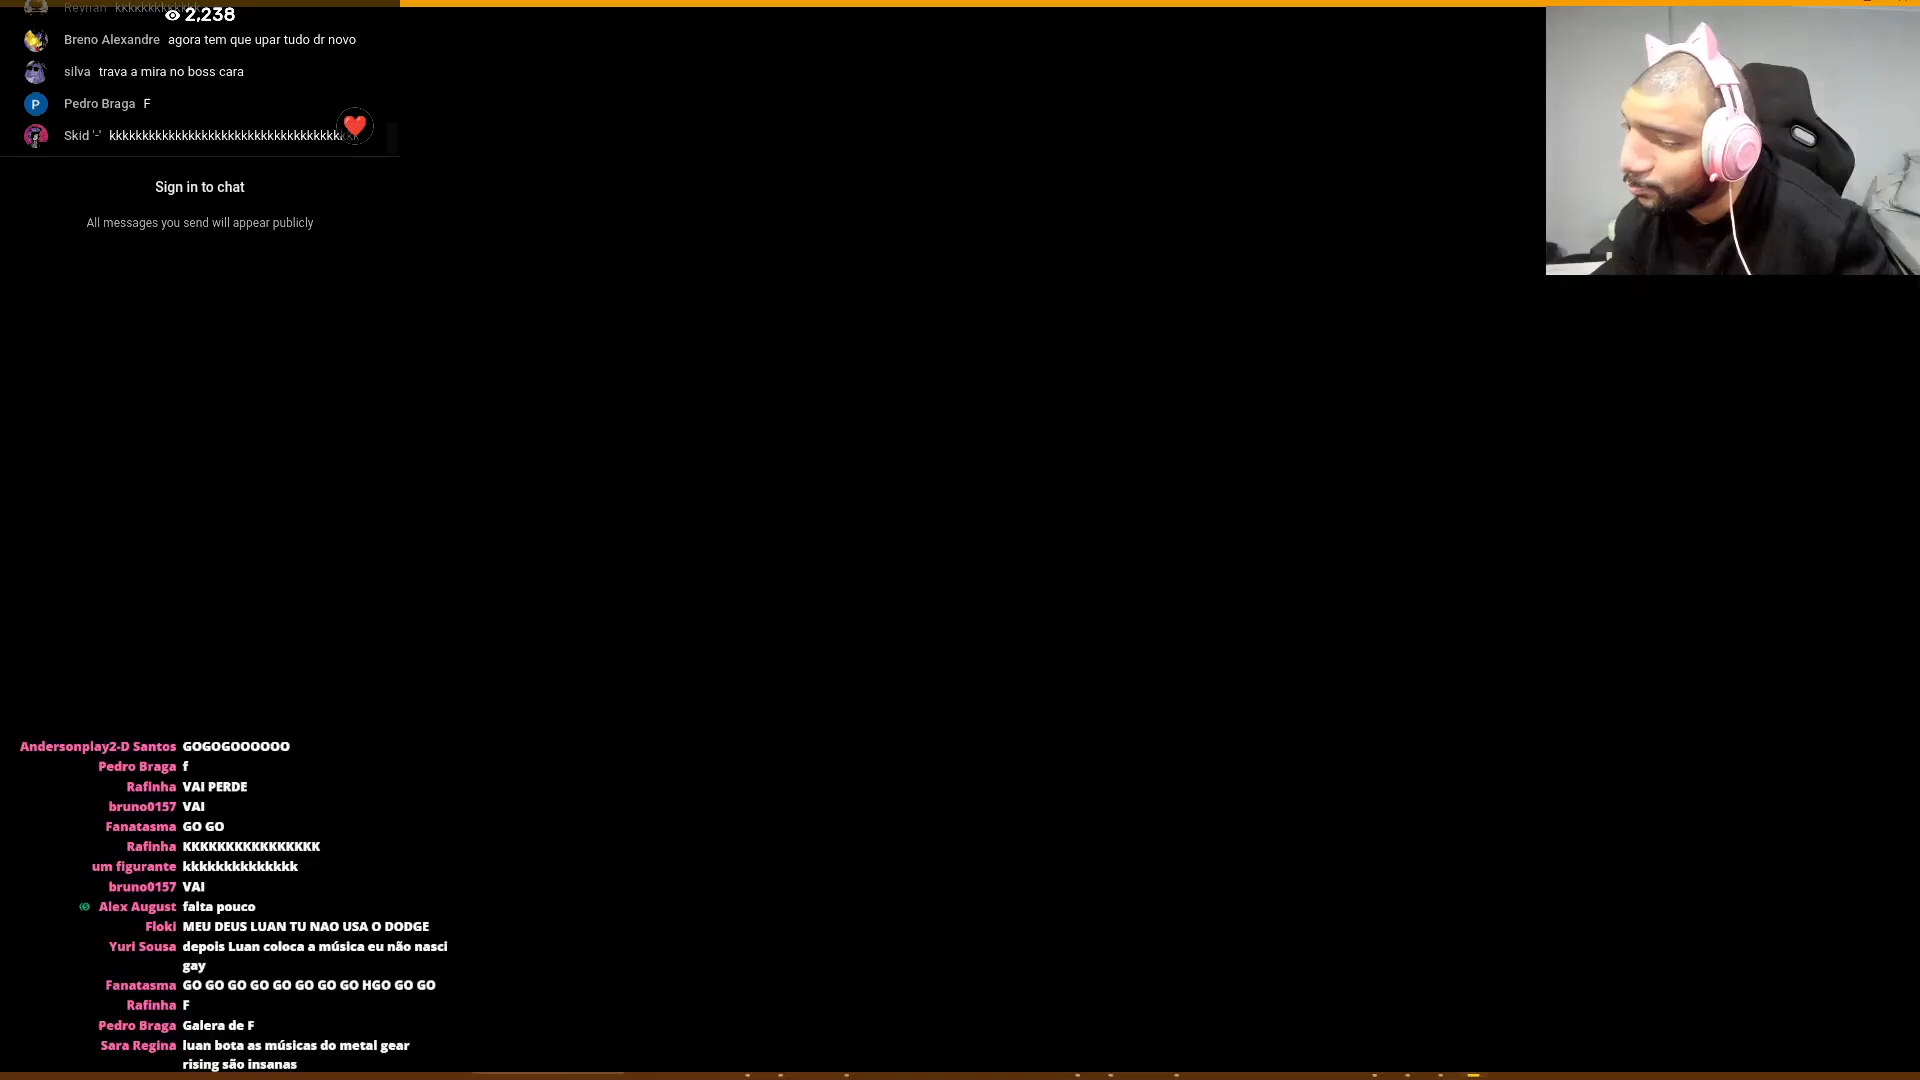 Reynan kkkkkkkkkkkkk
2,238
Breno Alexandre agora tem que upar tudo dr novo
silva trava a mira no boss cara
P Pedro Braga F
Skid '-' kkkkkkkkkkkkkkkkkkkkkkkkkkkkkkkkkkkkkk
Sign in to chat
All messages you send will appear publicly
Andersonplay2-D Santos GOGOGOOOOOO
Pedro Braga f
Rafinha VAI PERDE
bruno0157 VAI
Fanatasma GO GO
Rafinha KKKKKKKKKKKKKKKK
um figurante kkkkkkkkkkkkkk
bruno0157 VAI
Alex August falta pouco
Floki MEU DEUS LUAN TU NAO USA O DODGE
Yuri Sousa depois Luan coloca a música eu não nasci
gay
Fanatasma GO GO GO GO GO GO GO GO HGO GO GO
Rafinha F
Pedro Braga Galera de F
Sara Regina luan bota as músicas do metal gear
rising são insanas